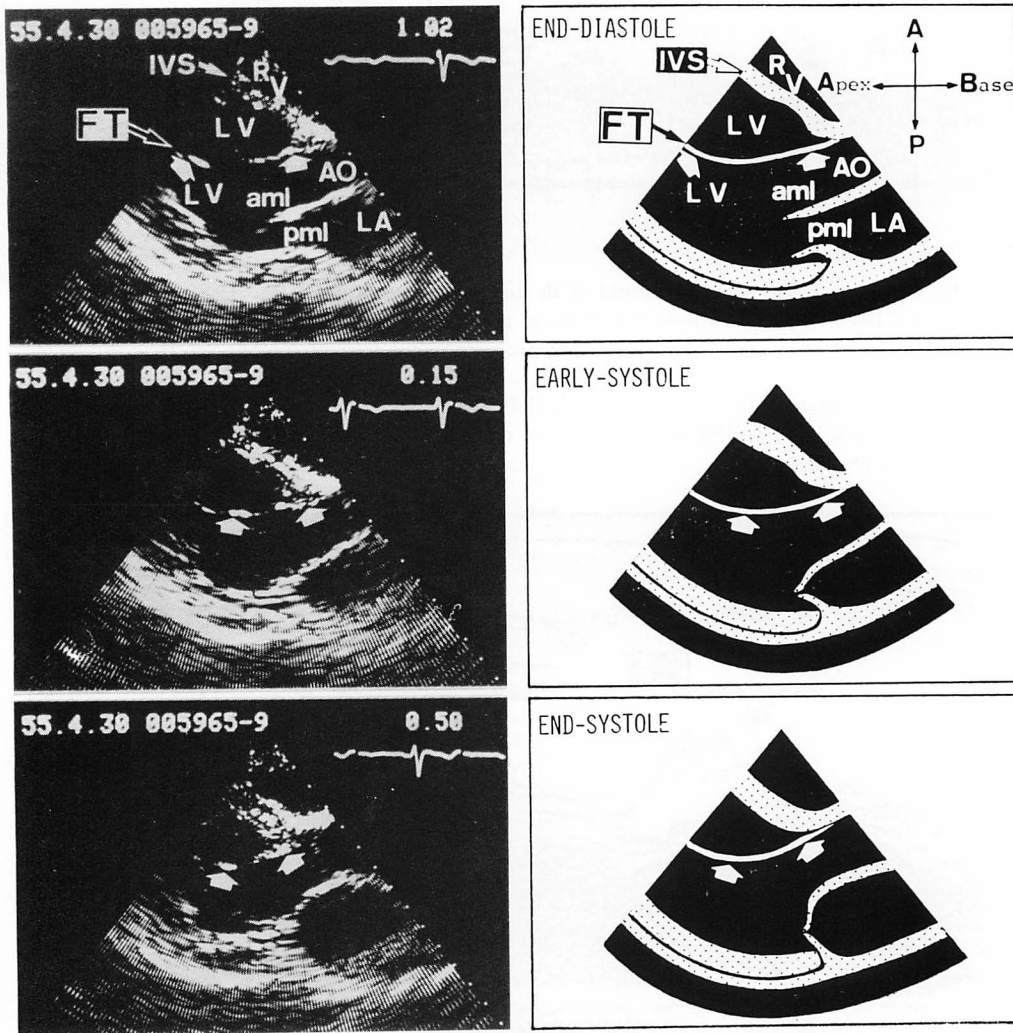 55.4.30 005965-9 1.02
IVS
RV
LV
FT
LV
aml
AO
pml
LA
END-DIASTOLE
A
IVS
RV
Apex
Base
P
FT
LV
LV
aml
AO
pml
LA
55.4.30 005965-9 0.15
EARLY-SYSTOLE
55.4.30 005965-9 0.50
END-SYSTOLE